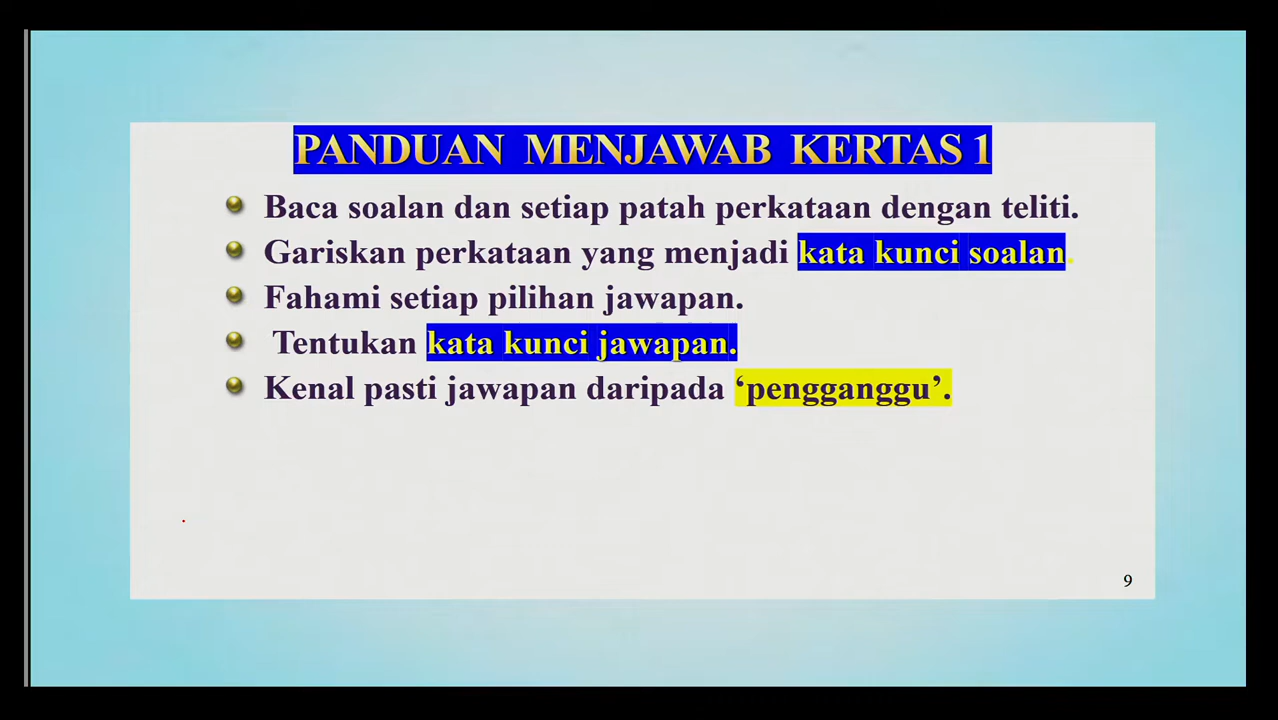 PANDUAN MENJAWAB KERTAS 1
Baca soalan dan setiap patah perkataan dengan teliti.
Gariskan perkataan yang menjadi kata kunci soalan.
Fahami setiap pilihan jawapan.
Tentukan kata kunci jawapan.
Kenal pasti jawapan daripada ‘pengganggu’.
9